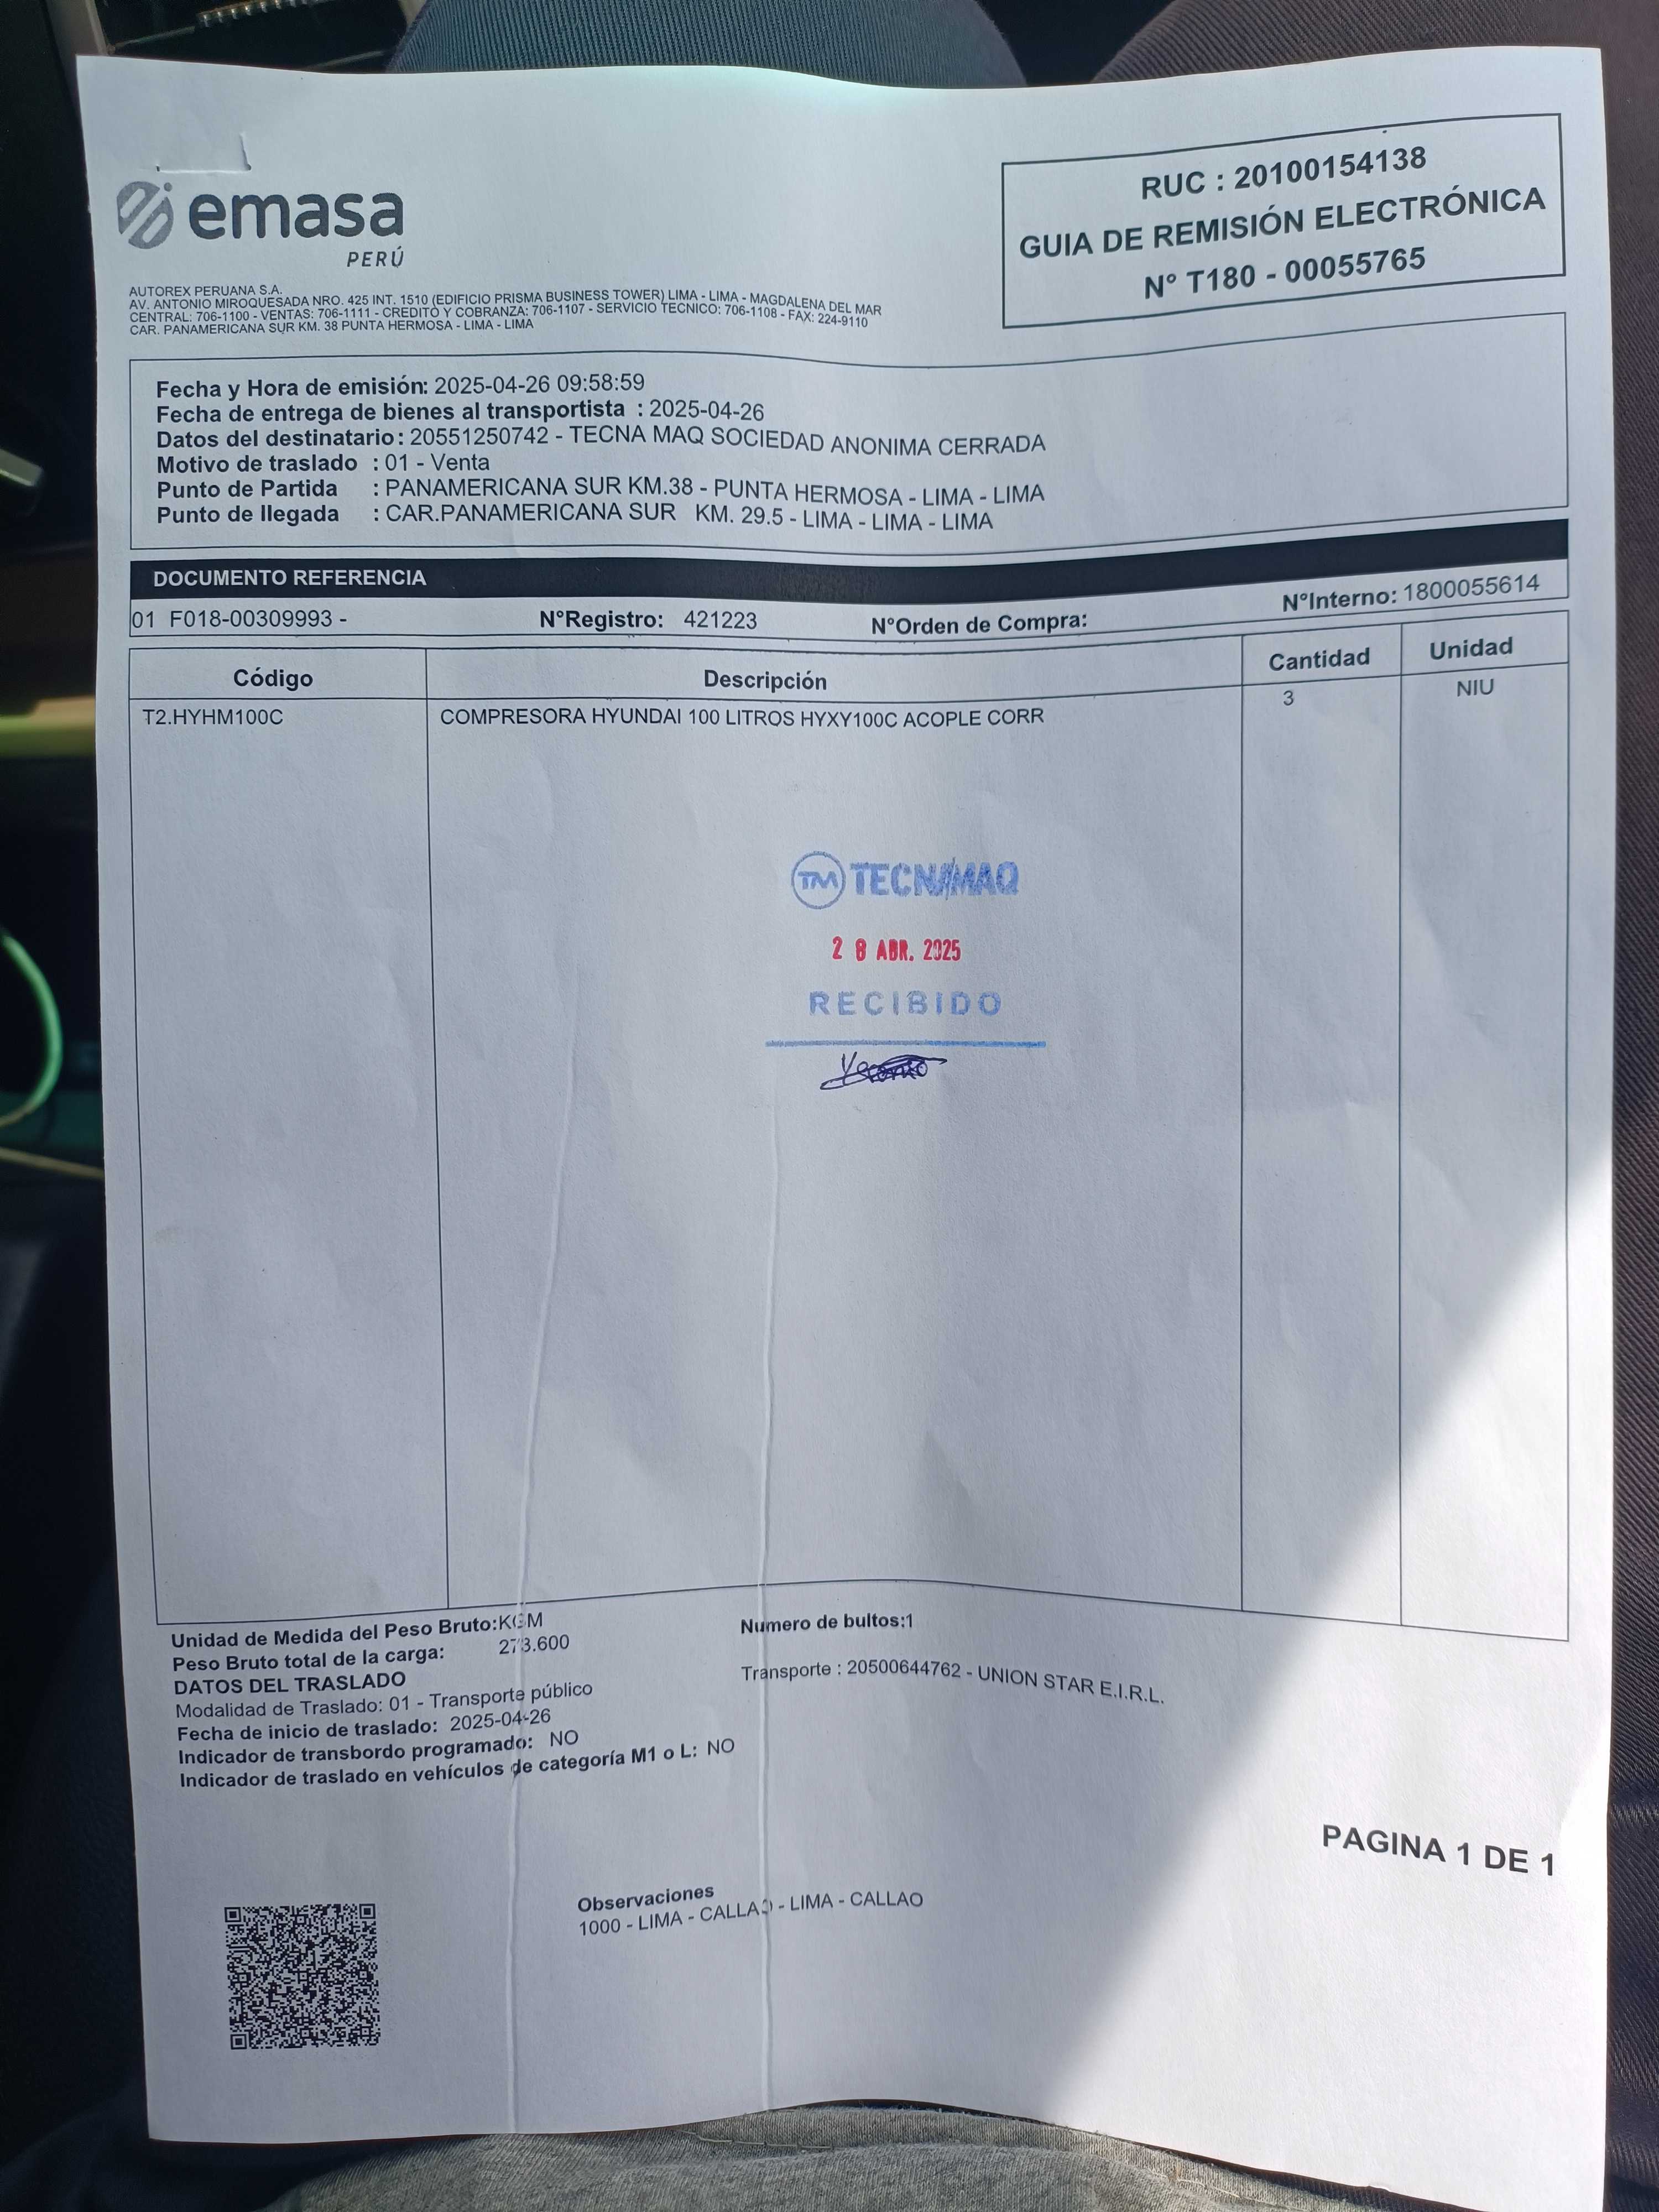 emasa
PERÚ
RUC : 20100154138
GUIA DE REMISIÓN ELECTRÓNICA
N° T180 - 00055765
AUTOREX PERUANA S.A.
AV. ANTONIO MIROQUESADA NRO. 425 INT. 1510 (EDIFICIO PRISMA BUSINESS TOWER) LIMA - LIMA - MAGDALENA DEL MAR
CENTRAL: 706-1100 - VENTAS: 706-1111 - CREDITO Y COBRANZA: 706-1107 - SERVICIO TECNICO: 706-1108 - FAX: 224-9110
CAR. PANAMERICANA SUR KM. 38 PUNTA HERMOSA - LIMA - LIMA
Fecha y Hora de emisión: 2025-04-26 09:58:59
Fecha de entrega de bienes al transportista : 2025-04-26
Datos del destinatario: 20551250742 - TECNA MAQ SOCIEDAD ANONIMA CERRADA
Motivo de traslado : 01 - Venta
Punto de Partida : PANAMERICANA SUR KM.38 - PUNTA HERMOSA - LIMA - LIMA
Punto de llegada : CAR.PANAMERICANA SUR KM. 29.5 - LIMA - LIMA - LIMA
DOCUMENTO REFERENCIA
01 F018-00309993 - N°Registro: 421223 N°Orden de Compra: N°Interno: 1800055614
Código Descripción Cantidad Unidad
T2.HYHM100C COMPRESORA HYUNDAI 100 LITROS HYXY100C ACOPLE CORR 3 NIU
TM TECNAMAQ
28 ABR. 2025
RECIBIDO
Unidad de Medida del Peso Bruto:KGM Numero de bultos:1
Peso Bruto total de la carga: 273.600
DATOS DEL TRASLADO Transporte : 20500644762 - UNION STAR E.I.R.L.
Modalidad de Traslado: 01 - Transporte público
Fecha de inicio de traslado: 2025-04-26
Indicador de transbordo programado: NO
Indicador de traslado en vehículos de categoría M1 o L: NO
PAGINA 1 DE 1
Observaciones
1000 - LIMA - CALLAO - LIMA - CALLAO